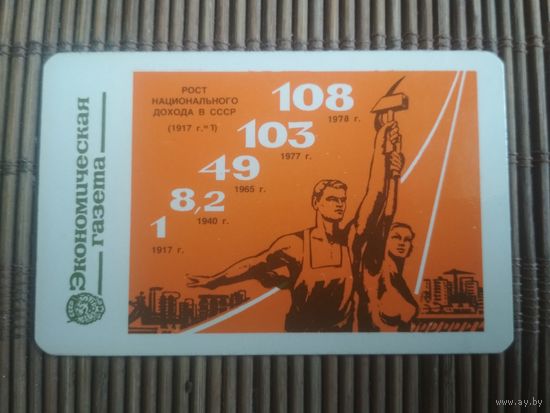 Экономическая
газета
РОСТ
НАЦИОНАЛЬНОГО
ДОХОДА В СССР
(1917 г.=1)
108
1978 г.
103
1977 г.
49
1965 г.
8,2
1940 г.
1
1917 г.
www.ay.by